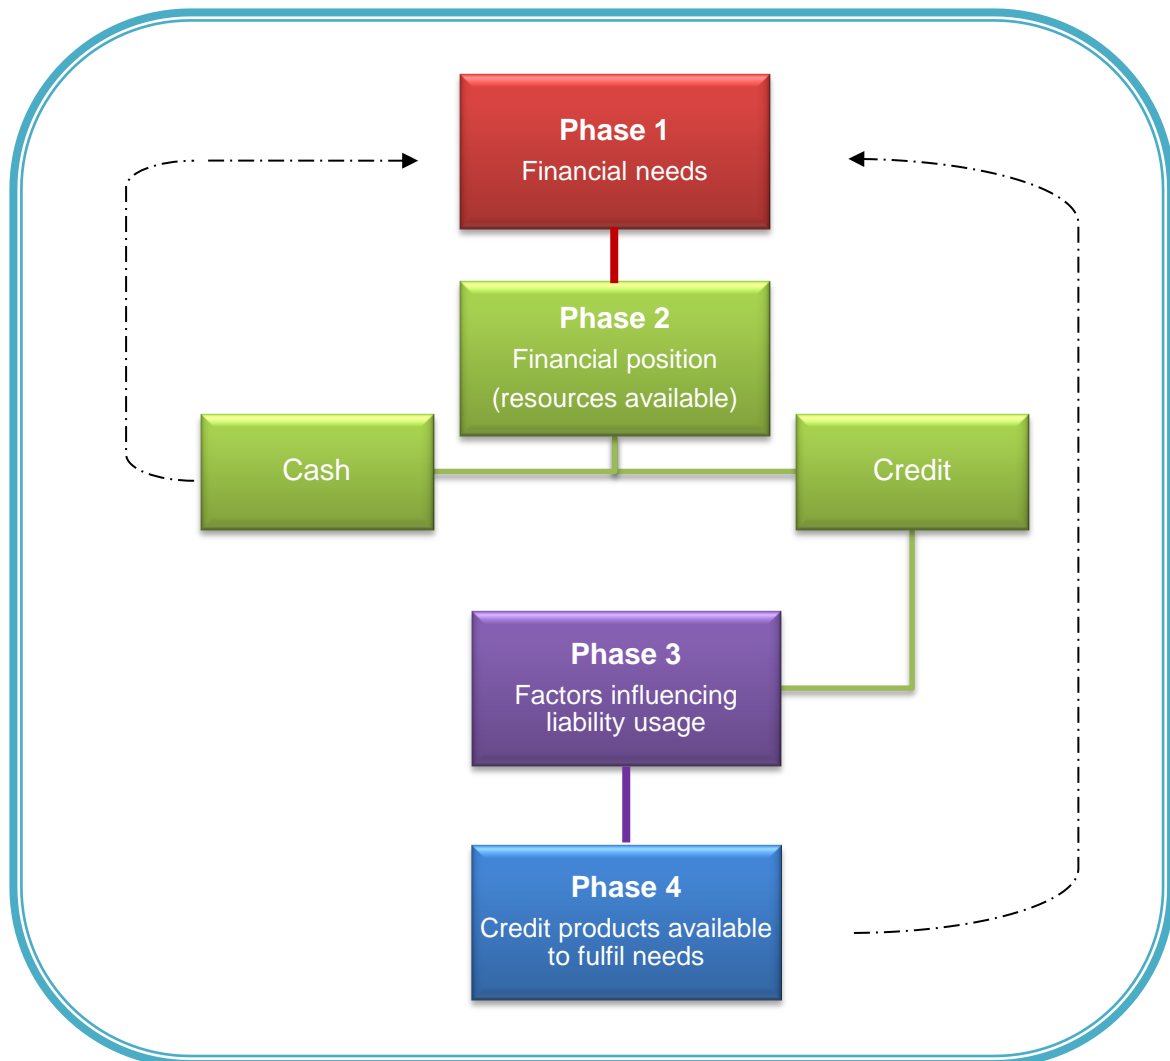 Phase 1
Financial needs
Phase 2
Financial position
(resources available)
Cash
Credit
Phase 3
Factors influencing
liability usage
Phase 4
Credit products available
to fulfil needs